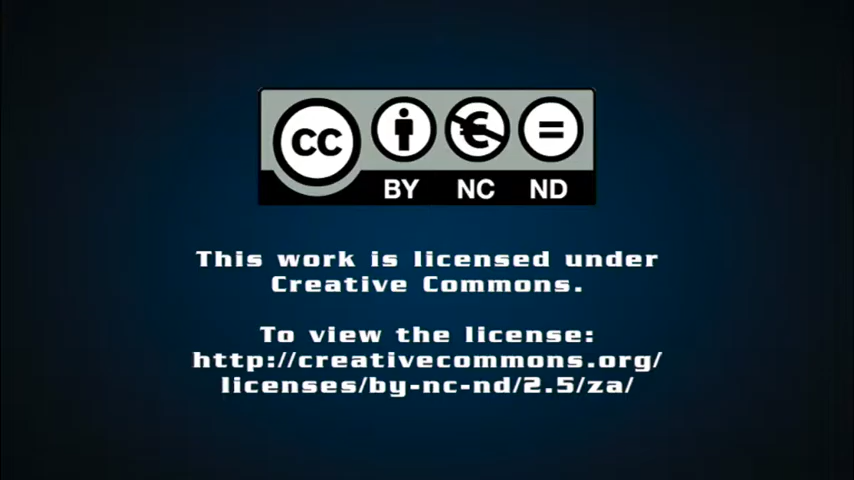 cc
BY NC ND
This work is licensed under
Creative Commons.
To view the license:
http://creativecommons.org/
licenses/by-nc-nd/2.5/za/